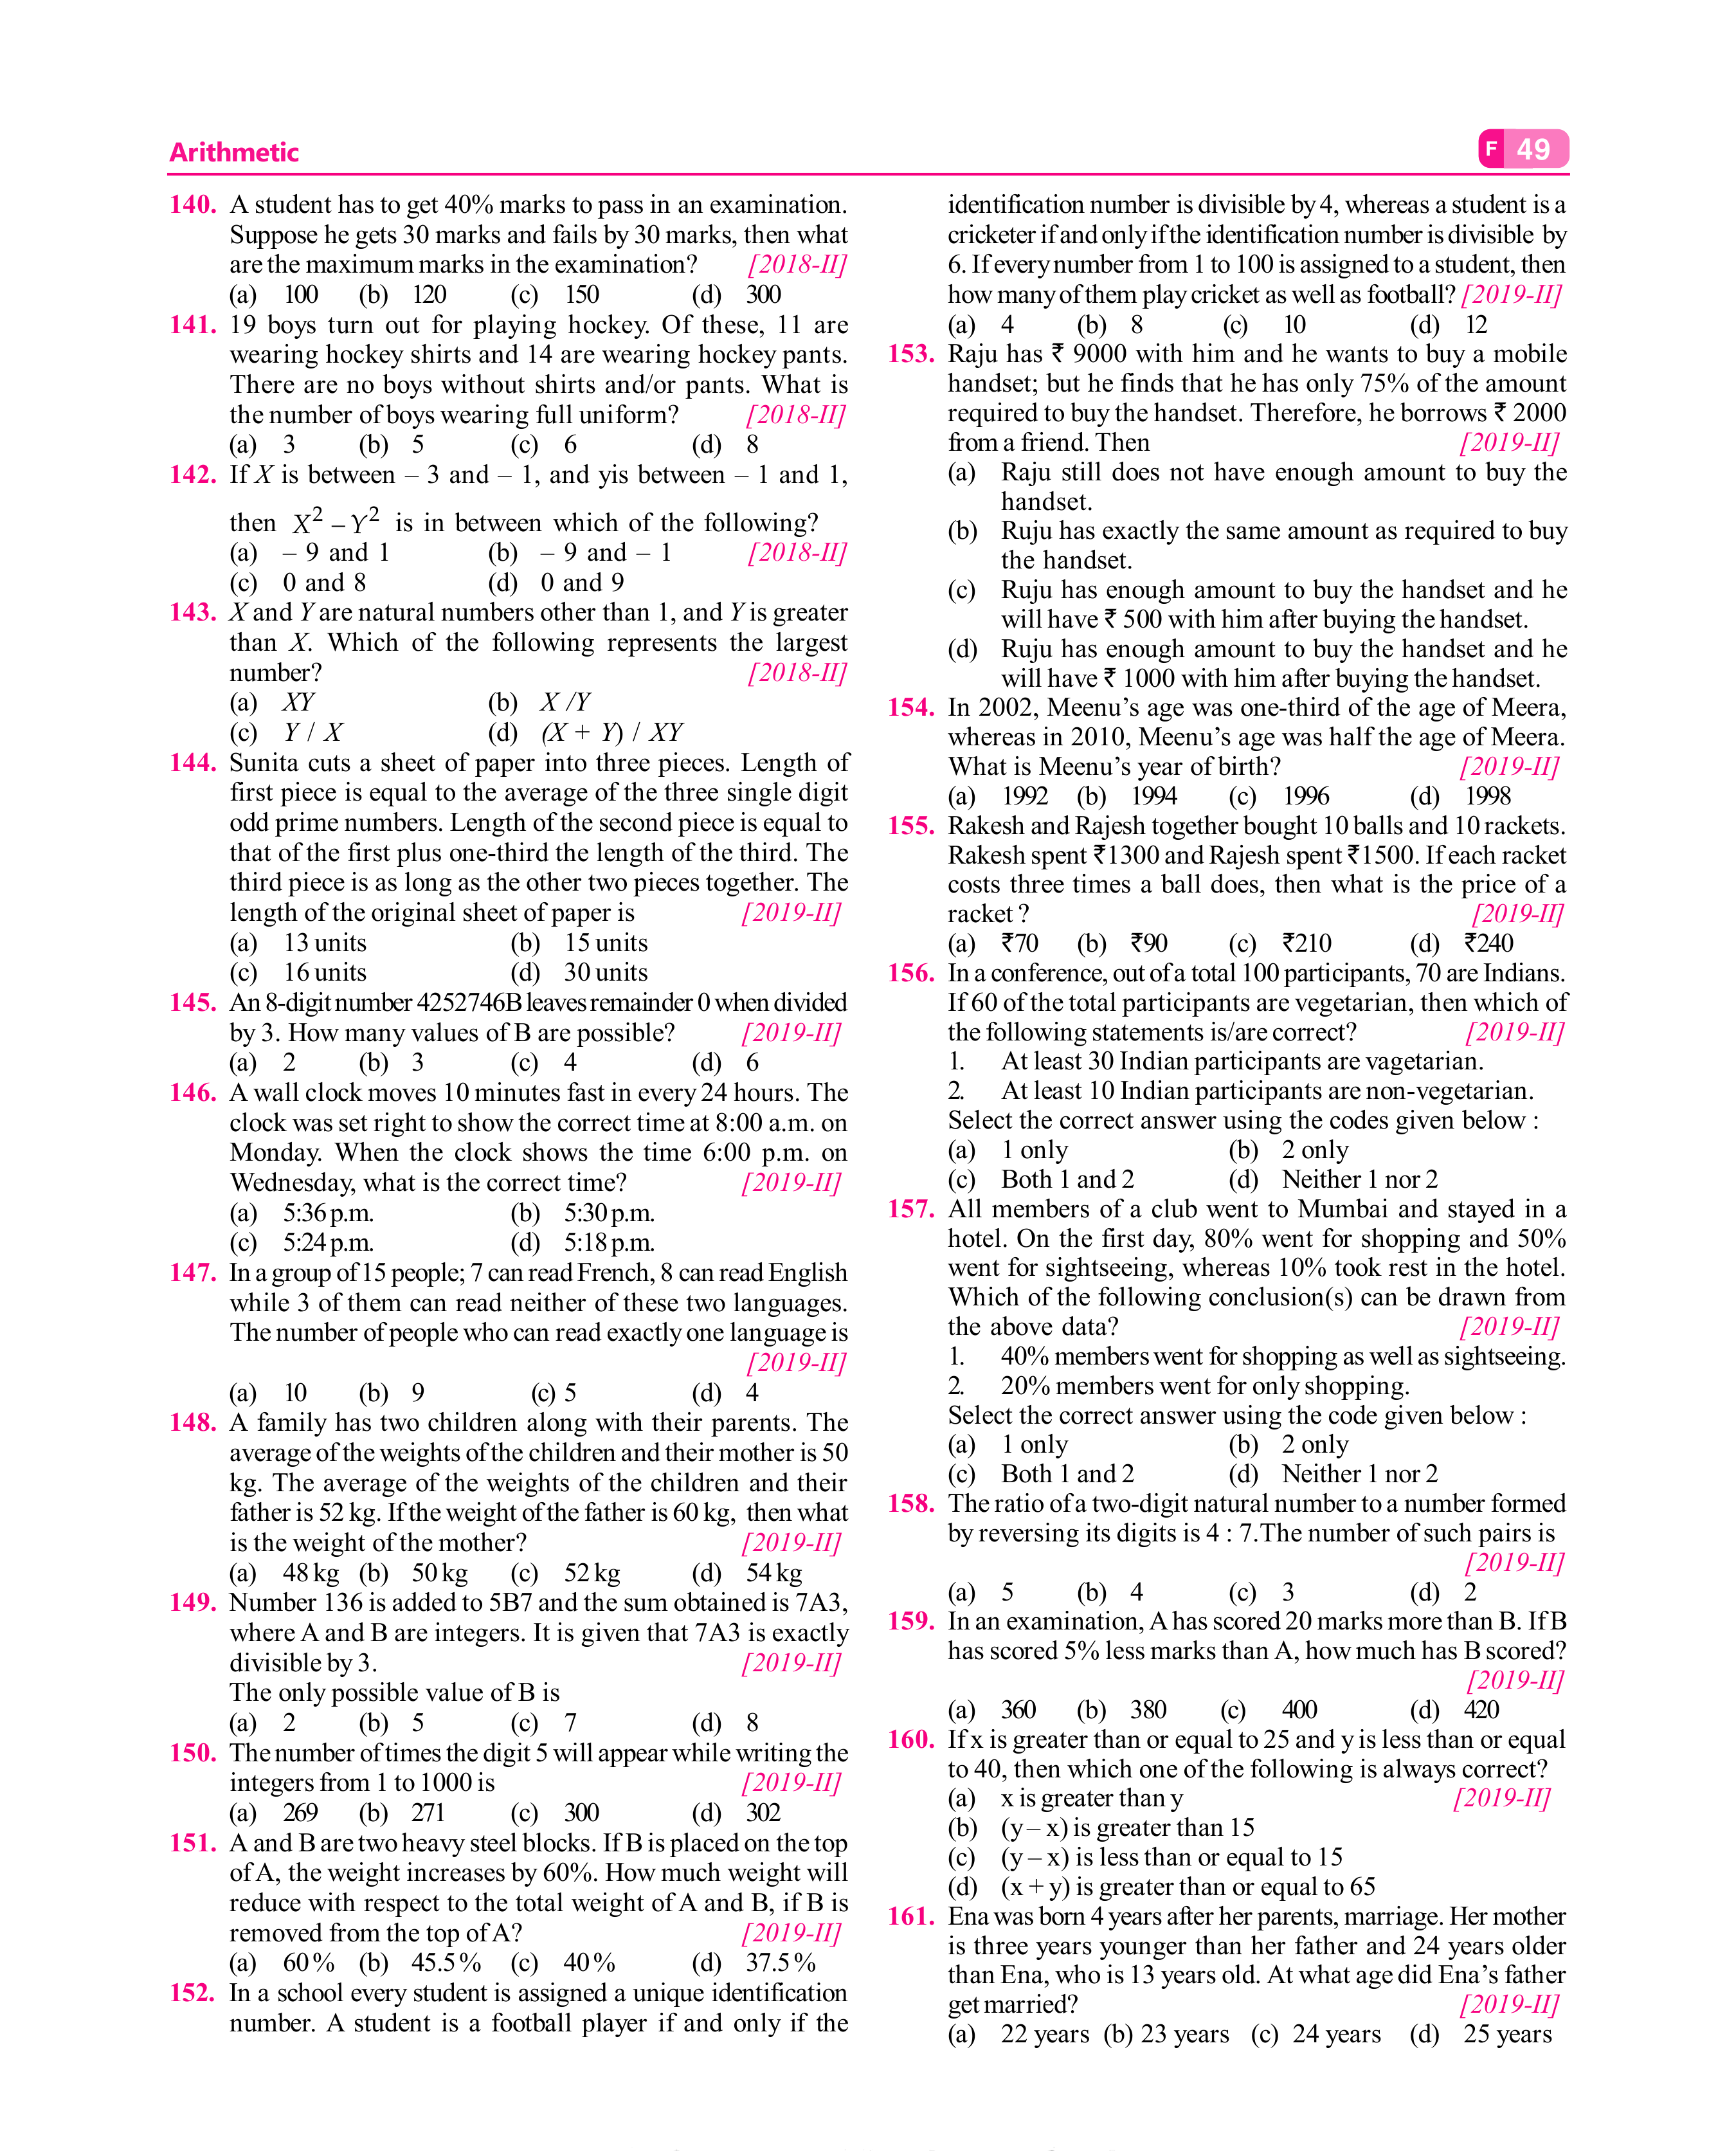 Arithmetic
F 49
140. A student has to get 40% marks to pass in an examination.
Suppose he gets 30 marks and fails by 30 marks, then what
are the maximum marks in the examination? [2018-II]
(a) 100 (b) 120 (c) 150 (d) 300
141. 19 boys turn out for playing hockey. Of these, 11 are
wearing hockey shirts and 14 are wearing hockey pants.
There are no boys without shirts and/or pants. What is
the number of boys wearing full uniform? [2018-II]
(a) 3 (b) 5 (c) 6 (d) 8
142. If X is between – 3 and – 1, and yis between – 1 and 1,
then X² – Y² is in between which of the following?
(a) – 9 and 1 (b) – 9 and – 1 [2018-II]
(c) 0 and 8 (d) 0 and 9
143. X and Y are natural numbers other than 1, and Y is greater
than X. Which of the following represents the largest
number? [2018-II]
(a) XY (b) X /Y
(c) Y / X (d) (X + Y) / XY
144. Sunita cuts a sheet of paper into three pieces. Length of
first piece is equal to the average of the three single digit
odd prime numbers. Length of the second piece is equal to
that of the first plus one-third the length of the third. The
third piece is as long as the other two pieces together. The
length of the original sheet of paper is [2019-II]
(a) 13 units (b) 15 units
(c) 16 units (d) 30 units
145. An 8-digit number 4252746B leaves remainder 0 when divided
by 3. How many values of B are possible? [2019-II]
(a) 2 (b) 3 (c) 4 (d) 6
146. A wall clock moves 10 minutes fast in every 24 hours. The
clock was set right to show the correct time at 8:00 a.m. on
Monday. When the clock shows the time 6:00 p.m. on
Wednesday, what is the correct time? [2019-II]
(a) 5:36 p.m. (b) 5:30 p.m.
(c) 5:24 p.m. (d) 5:18 p.m.
147. In a group of 15 people; 7 can read French, 8 can read English
while 3 of them can read neither of these two languages.
The number of people who can read exactly one language is
[2019-II]
(a) 10 (b) 9 (c) 5 (d) 4
148. A family has two children along with their parents. The
average of the weights of the children and their mother is 50
kg. The average of the weights of the children and their
father is 52 kg. If the weight of the father is 60 kg, then what
is the weight of the mother? [2019-II]
(a) 48 kg (b) 50 kg (c) 52 kg (d) 54 kg
149. Number 136 is added to 5B7 and the sum obtained is 7A3,
where A and B are integers. It is given that 7A3 is exactly
divisible by 3. [2019-II]
The only possible value of B is
(a) 2 (b) 5 (c) 7 (d) 8
150. The number of times the digit 5 will appear while writing the
integers from 1 to 1000 is [2019-II]
(a) 269 (b) 271 (c) 300 (d) 302
151. A and B are two heavy steel blocks. If B is placed on the top
of A, the weight increases by 60%. How much weight will
reduce with respect to the total weight of A and B, if B is
removed from the top of A? [2019-II]
(a) 60% (b) 45.5% (c) 40% (d) 37.5%
152. In a school every student is assigned a unique identification
number. A student is a football player if and only if the
identification number is divisible by 4, whereas a student is a
cricketer if and only if the identification number is divisible by
6. If every number from 1 to 100 is assigned to a student, then
how many of them play cricket as well as football? [2019-II]
(a) 4 (b) 8 (c) 10 (d) 12
153. Raju has ₹ 9000 with him and he wants to buy a mobile
handset; but he finds that he has only 75% of the amount
required to buy the handset. Therefore, he borrows ₹ 2000
from a friend. Then [2019-II]
(a) Raju still does not have enough amount to buy the
handset.
(b) Ruju has exactly the same amount as required to buy
the handset.
(c) Ruju has enough amount to buy the handset and he
will have ₹ 500 with him after buying the handset.
(d) Ruju has enough amount to buy the handset and he
will have ₹ 1000 with him after buying the handset.
154. In 2002, Meenu’s age was one-third of the age of Meera,
whereas in 2010, Meenu’s age was half the age of Meera.
What is Meenu’s year of birth? [2019-II]
(a) 1992 (b) 1994 (c) 1996 (d) 1998
155. Rakesh and Rajesh together bought 10 balls and 10 rackets.
Rakesh spent ₹1300 and Rajesh spent ₹1500. If each racket
costs three times a ball does, then what is the price of a
racket ? [2019-II]
(a) ₹70 (b) ₹90 (c) ₹210 (d) ₹240
156. In a conference, out of a total 100 participants, 70 are Indians.
If 60 of the total participants are vegetarian, then which of
the following statements is/are correct? [2019-II]
1. At least 30 Indian participants are vagetarian.
2. At least 10 Indian participants are non-vegetarian.
Select the correct answer using the codes given below :
(a) 1 only (b) 2 only
(c) Both 1 and 2 (d) Neither 1 nor 2
157. All members of a club went to Mumbai and stayed in a
hotel. On the first day, 80% went for shopping and 50%
went for sightseeing, whereas 10% took rest in the hotel.
Which of the following conclusion(s) can be drawn from
the above data? [2019-II]
1. 40% members went for shopping as well as sightseeing.
2. 20% members went for only shopping.
Select the correct answer using the code given below :
(a) 1 only (b) 2 only
(c) Both 1 and 2 (d) Neither 1 nor 2
158. The ratio of a two-digit natural number to a number formed
by reversing its digits is 4 : 7.The number of such pairs is
[2019-II]
(a) 5 (b) 4 (c) 3 (d) 2
159. In an examination, A has scored 20 marks more than B. If B
has scored 5% less marks than A, how much has B scored?
[2019-II]
(a) 360 (b) 380 (c) 400 (d) 420
160. If x is greater than or equal to 25 and y is less than or equal
to 40, then which one of the following is always correct?
(a) x is greater than y [2019-II]
(b) (y – x) is greater than 15
(c) (y – x) is less than or equal to 15
(d) (x + y) is greater than or equal to 65
161. Ena was born 4 years after her parents, marriage. Her mother
is three years younger than her father and 24 years older
than Ena, who is 13 years old. At what age did Ena’s father
get married? [2019-II]
(a) 22 years (b) 23 years (c) 24 years (d) 25 years